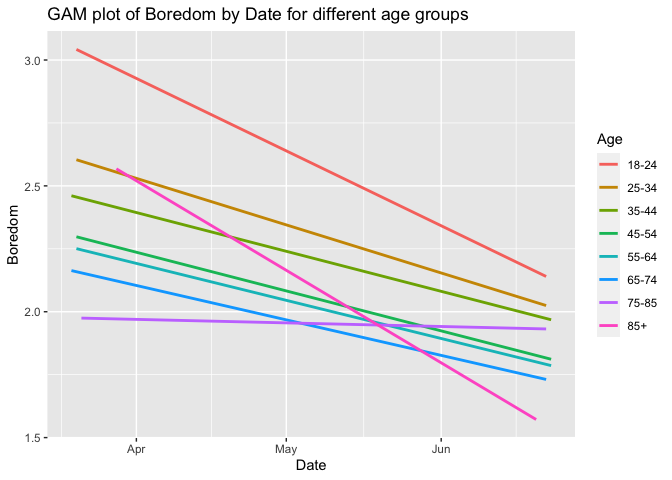 GAM plot of Boredom by Date for different age groups
3.0
2.5
2.0
1.5
Boredom
Apr
May
Jun
Date
Age
18-24
25-34
35-44
45-54
55-64
65-74
75-85
85+